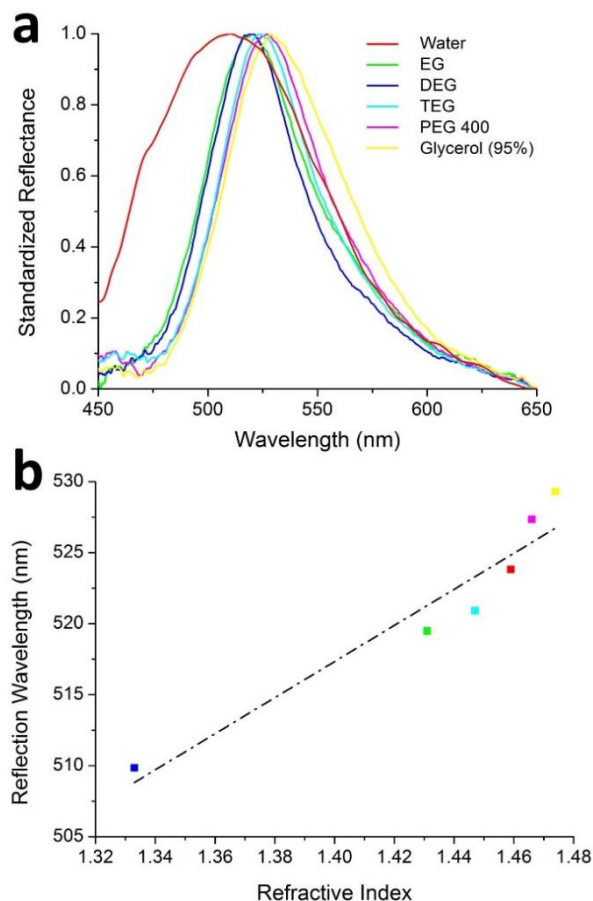 a
1.0
0.8
0.6
0.4
0.2
0.0
Standardized Reflectance
Water
EG
DEG
TEG
PEG 400
Glycerol (95%)
450 500 550 600 650
Wavelength (nm)
b
530
525
520
515
510
505
Reflection Wavelength (nm)
1.32 1.34 1.36 1.38 1.40 1.42 1.44 1.46 1.48
Refractive Index